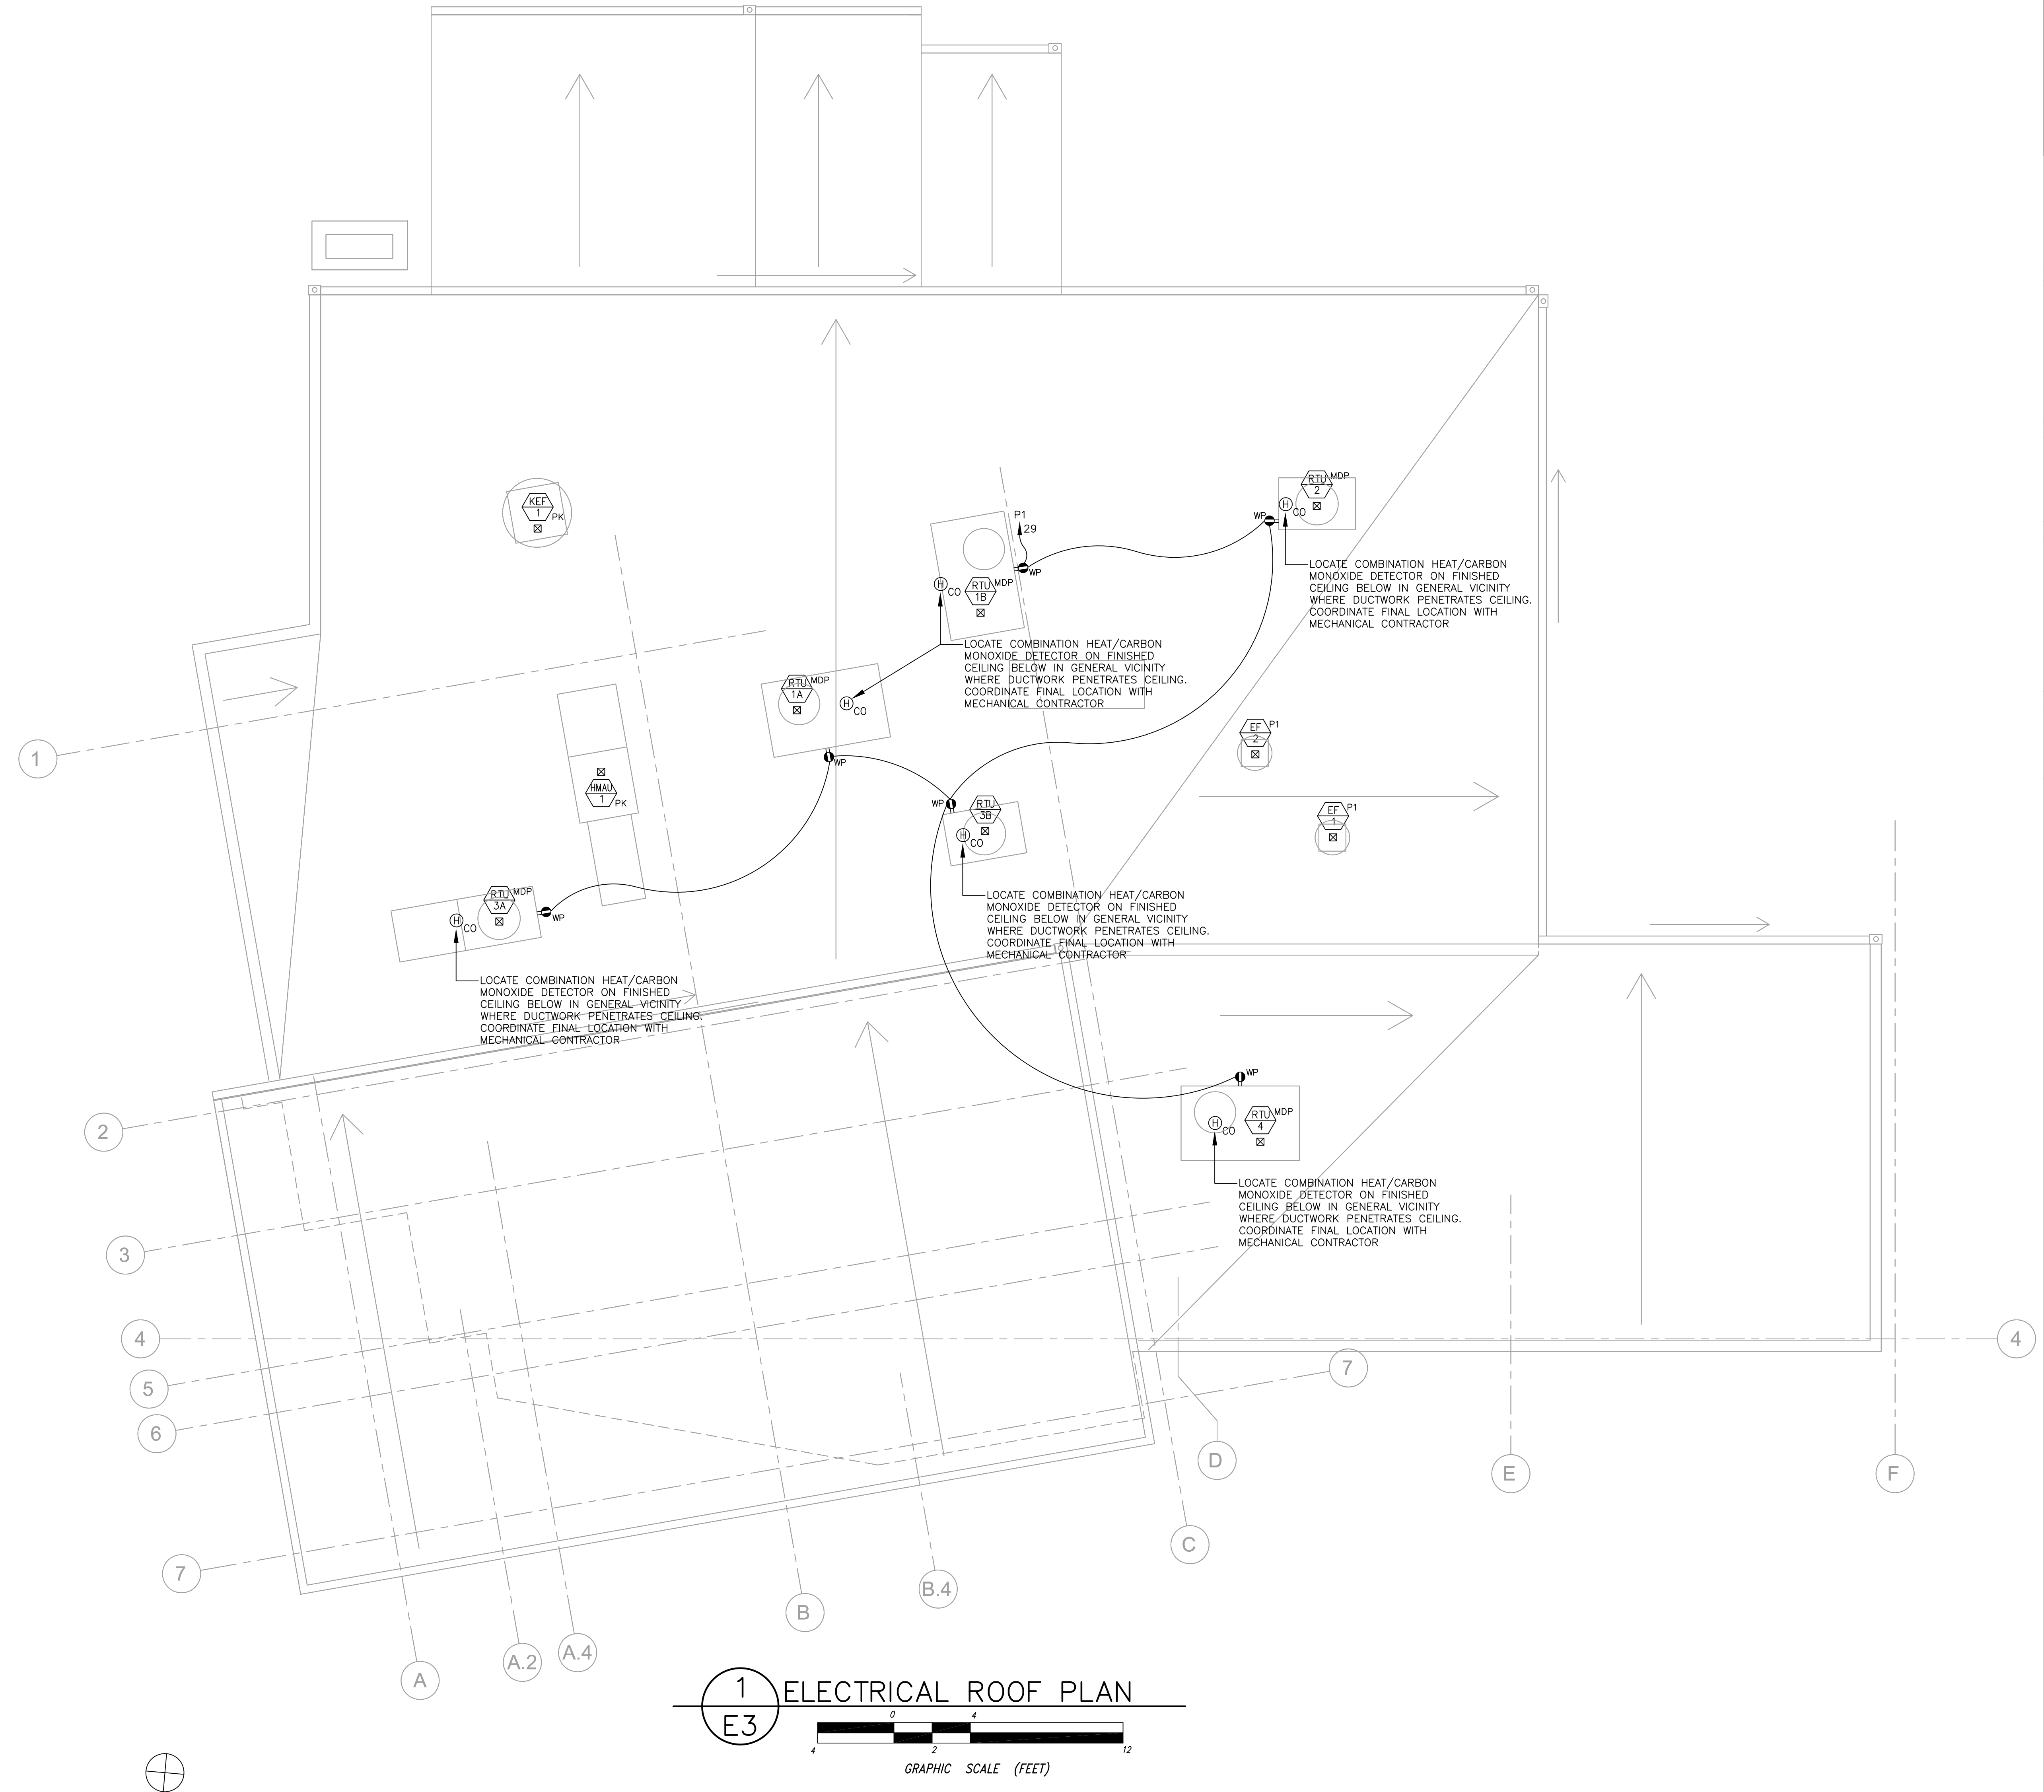 KEF
1
PK
RTU
2
MDP
H
CO
WP
P1
29
WP
H
CO
RTU
1B
MDP
LOCATE COMBINATION HEAT/CARBON
MONOXIDE DETECTOR ON FINISHED
CEILING BELOW IN GENERAL VICINITY
WHERE DUCTWORK PENETRATES CEILING.
COORDINATE FINAL LOCATION WITH
MECHANICAL CONTRACTOR
LOCATE COMBINATION HEAT/CARBON
MONOXIDE DETECTOR ON FINISHED
CEILING BELOW IN GENERAL VICINITY
WHERE DUCTWORK PENETRATES CEILING.
COORDINATE FINAL LOCATION WITH
MECHANICAL CONTRACTOR
RTU
1A
MDP
H
CO
WP
EF
2
P1
1
HMAU
1
PK
WP
RTU
3B
H
CO
EF
1
P1
RTU
3A
MDP
H
CO
WP
LOCATE COMBINATION HEAT/CARBON
MONOXIDE DETECTOR ON FINISHED
CEILING BELOW IN GENERAL VICINITY
WHERE DUCTWORK PENETRATES CEILING.
COORDINATE FINAL LOCATION WITH
MECHANICAL CONTRACTOR
LOCATE COMBINATION HEAT/CARBON
MONOXIDE DETECTOR ON FINISHED
CEILING BELOW IN GENERAL VICINITY
WHERE DUCTWORK PENETRATES CEILING.
COORDINATE FINAL LOCATION WITH
MECHANICAL CONTRACTOR
WP
RTU
4
MDP
H
CO
2
LOCATE COMBINATION HEAT/CARBON
MONOXIDE DETECTOR ON FINISHED
CEILING BELOW IN GENERAL VICINITY
WHERE DUCTWORK PENETRATES CEILING.
COORDINATE FINAL LOCATION WITH
MECHANICAL CONTRACTOR
3
4
4
5
7
6
D
E
F
7
C
B.4
B
A.4
A.2
A
1
E3
ELECTRICAL ROOF PLAN
0 4
4 2 12
GRAPHIC SCALE (FEET)